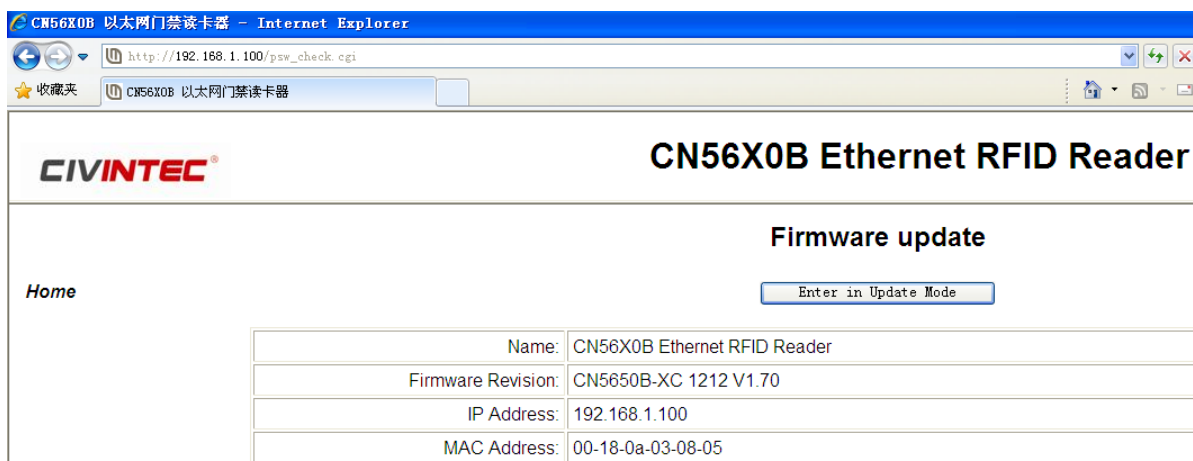 CN56X0B 以太网门禁读卡器 - Internet Explorer
http://192.168.1.100/psw_check.cgi
收藏夹 CN56X0B 以太网门禁读卡器
CIVINTEC®
CN56X0B Ethernet RFID Reader
Firmware update
Home
Enter in Update Mode
Name: CN56X0B Ethernet RFID Reader
Firmware Revision: CN5650B-XC 1212 V1.70
IP Address: 192.168.1.100
MAC Address: 00-18-0a-03-08-05